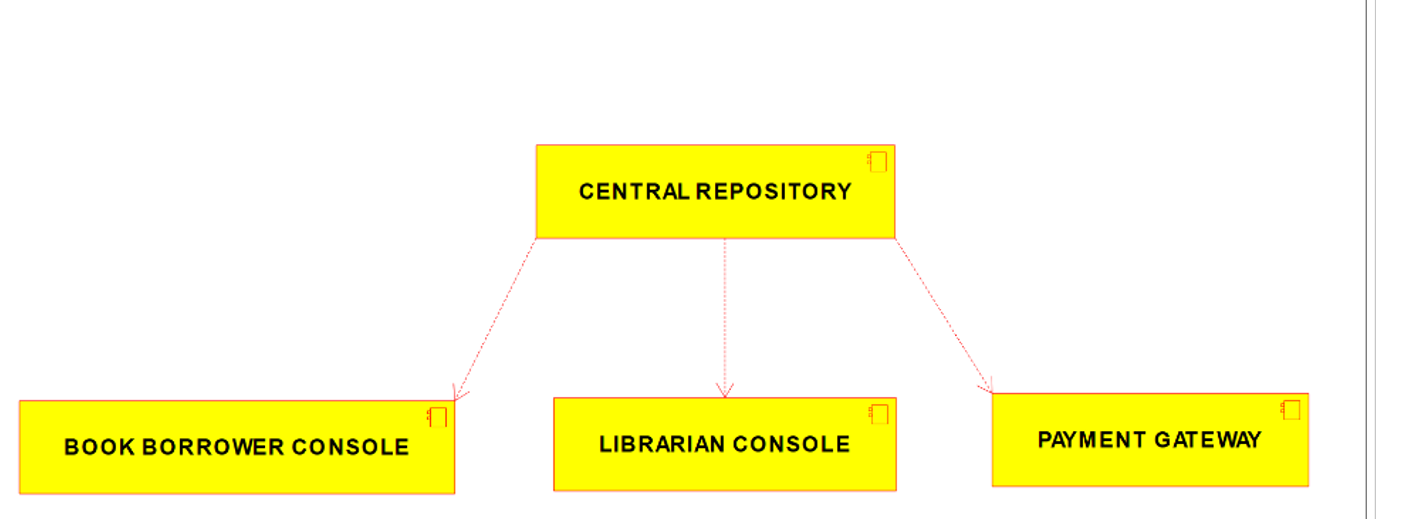 CENTRAL REPOSITORY
BOOK BORROWER CONSOLE
LIBRARIAN CONSOLE
PAYMENT GATEWAY